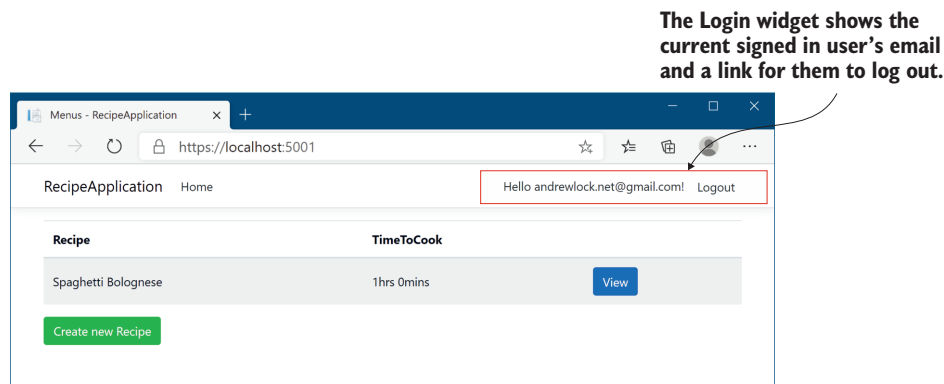 The Login widget shows the
current signed in user's email
and a link for them to log out.
Menus - RecipeApplication
https://localhost:5001
RecipeApplication Home Hello andrewlock.net@gmail.com! Logout
Recipe TimeToCook
Spaghetti Bolognese 1hrs 0mins View
Create new Recipe